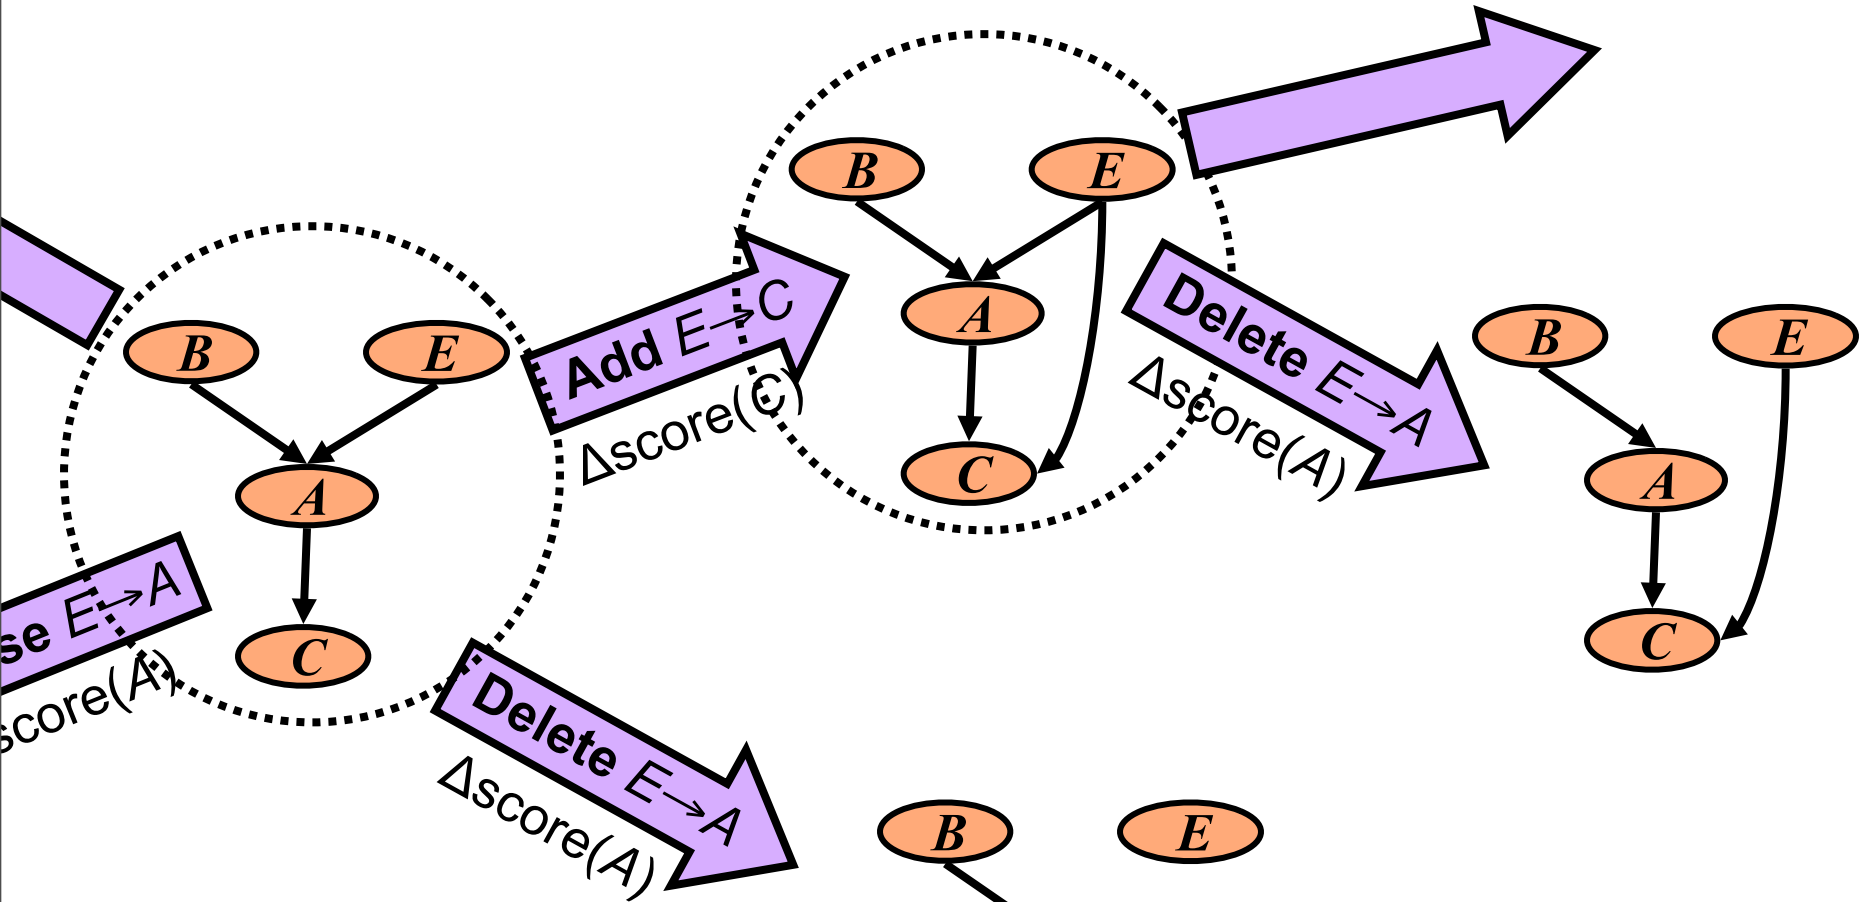 B E
A
C
Add E→C
Δscore(C)
B E
A
C
Delete E→A
Δscore(A)
B E
A
C
se E→A
score(A)
Delete E→A
Δscore(A)
B E